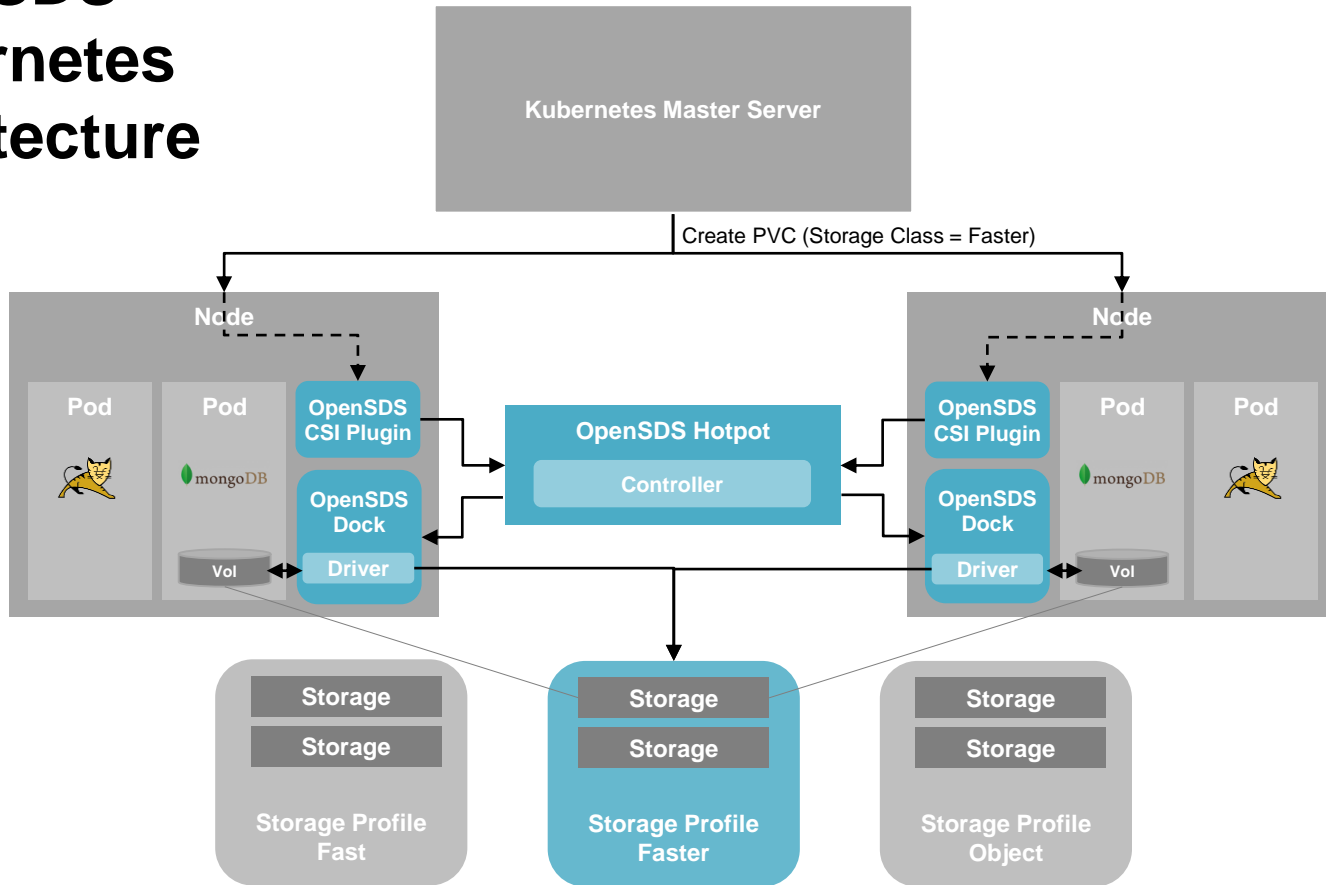 rnetes
tecture
Kubernetes Master Server
Create PVC (Storage Class = Faster)
Node
Pod
Pod
mongoDB
Vol
OpenSDS
CSI Plugin
OpenSDS
Dock
Driver
OpenSDS Hotpot
Controller
Node
OpenSDS
CSI Plugin
OpenSDS
Dock
Driver
Pod
mongoDB
Vol
Pod
Storage
Storage
Storage Profile
Fast
Storage
Storage
Storage Profile
Faster
Storage
Storage
Storage Profile
Object